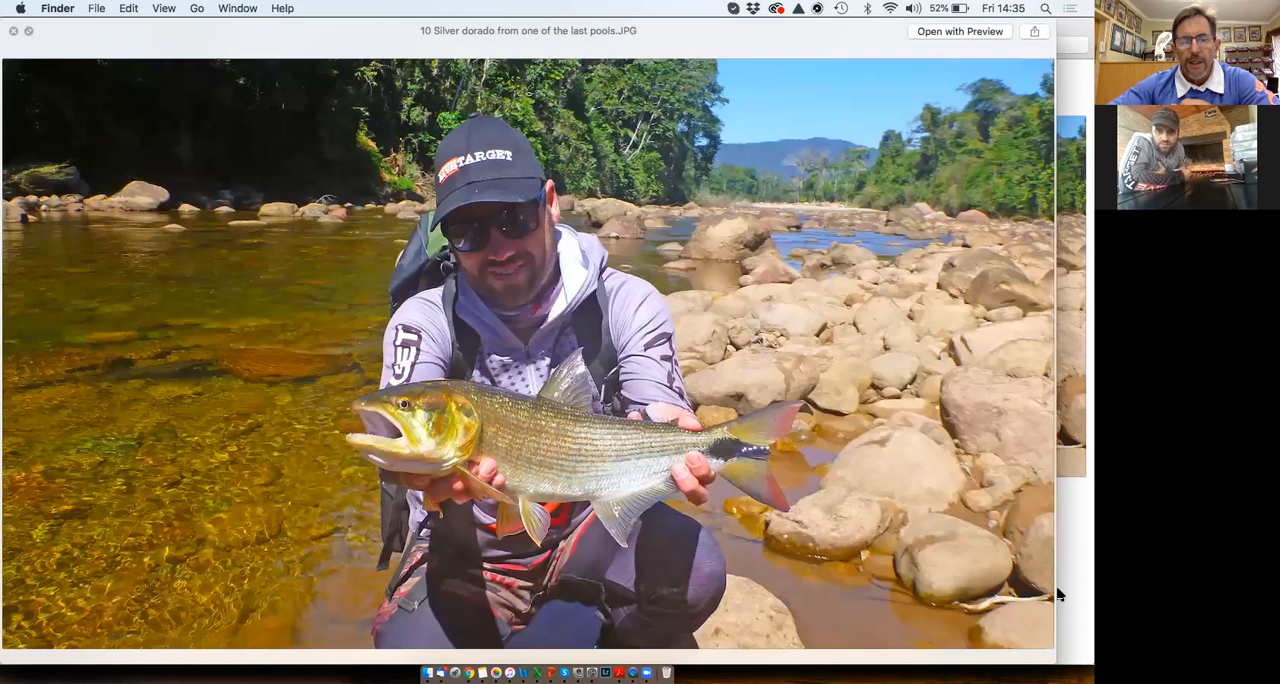 Finder File Edit View Go Window Help 52% Fri 14:35
10 Silver dorado from one of the last pools.JPG
Open with Preview
TARGET